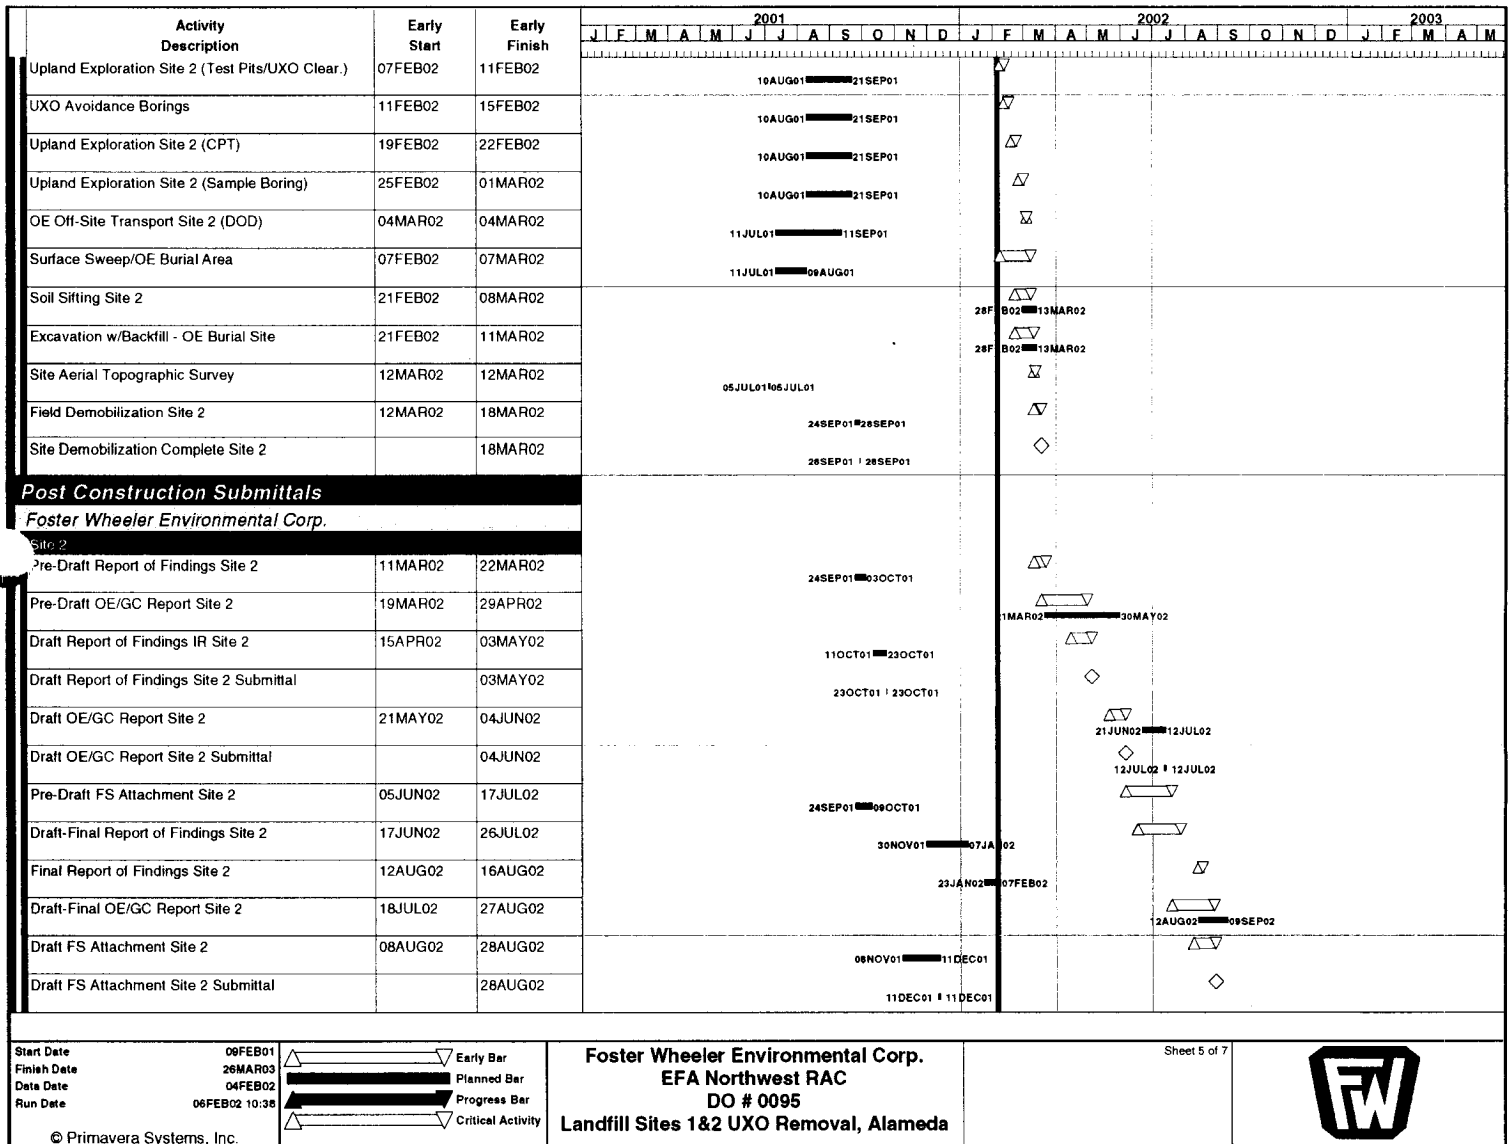 Activity Description Early Start Early Finish
2001 2002 2003
J F M A M J J A S O N D J F M A M J J A S O N D J F M A M
Upland Exploration Site 2 (Test Pits/UXO Clear.) 07FEB02 11FEB02
10AUG01 21SEP01
UXO Avoidance Borings 11FEB02 15FEB02
10AUG01 21SEP01
Upland Exploration Site 2 (CPT) 19FEB02 22FEB02
10AUG01 21SEP01
Upland Exploration Site 2 (Sample Boring) 25FEB02 01MAR02
10AUG01 21SEP01
OE Off-Site Transport Site 2 (DOD) 04MAR02 04MAR02
11JUL01 11SEP01
Surface Sweep/OE Burial Area 07FEB02 07MAR02
11JUL01 09AUG01
Soil Sifting Site 2 21FEB02 08MAR02
28FEB02 13MAR02
Excavation w/Backfill - OE Burial Site 21FEB02 11MAR02
28FEB02 13MAR02
Site Aerial Topographic Survey 12MAR02 12MAR02
05JUL01 05JUL01
Field Demobilization Site 2 12MAR02 18MAR02
24SEP01 28SEP01
Site Demobilization Complete Site 2 18MAR02
28SEP01 28SEP01
Post Construction Submittals
Foster Wheeler Environmental Corp.
Site 2
Pre-Draft Report of Findings Site 2 11MAR02 22MAR02
24SEP01 03OCT01
Pre-Draft OE/GC Report Site 2 19MAR02 29APR02
1MAR02 30MAY02
Draft Report of Findings IR Site 2 15APR02 03MAY02
11OCT01 23OCT01
Draft Report of Findings Site 2 Submittal 03MAY02
23OCT01 23OCT01
Draft OE/GC Report Site 2 21MAY02 04JUN02
21JUN02 12JUL02
Draft OE/GC Report Site 2 Submittal 04JUN02
12JUL02 12JUL02
Pre-Draft FS Attachment Site 2 05JUN02 17JUL02
24SEP01 09OCT01
Draft-Final Report of Findings Site 2 17JUN02 26JUL02
30NOV01 07JAN02
Final Report of Findings Site 2 12AUG02 16AUG02
23JAN02 07FEB02
Draft-Final OE/GC Report Site 2 18JUL02 27AUG02
12AUG02 09SEP02
Draft FS Attachment Site 2 08AUG02 28AUG02
08NOV01 11DEC01
Draft FS Attachment Site 2 Submittal 28AUG02
11DEC01 11DEC01
Start Date 09FEB01
Finish Date 26MAR03
Data Date 04FEB02
Run Date 06FEB02 10:38
© Primavera Systems, Inc.
Early Bar
Planned Bar
Progress Bar
Critical Activity
Foster Wheeler Environmental Corp.
EFA Northwest RAC
DO # 0095
Landfill Sites 1&2 UXO Removal, Alameda
Sheet 5 of 7
FW